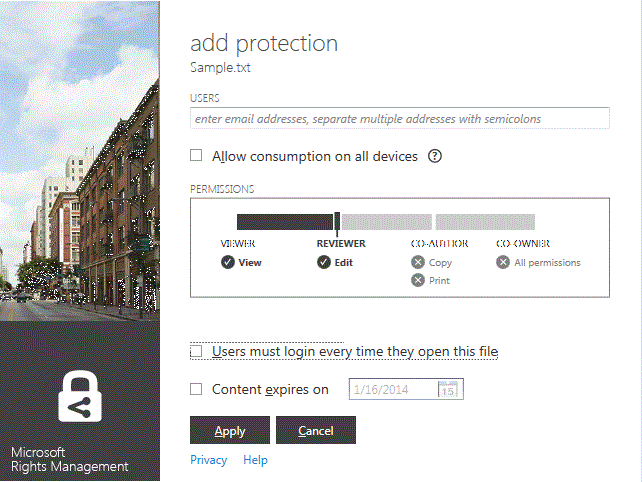 add protection
Sample.txt
USERS
enter email addresses, separate multiple addresses with semicolons
Allow consumption on all devices ?
PERMISSIONS
VIEWER REVIEWER CO-AUTHOR CO-OWNER
View Edit Copy All permissions
Print
Users must login every time they open this file
Content expires on 1/16/2014 15
Apply Cancel
Privacy Help
Microsoft
Rights Management